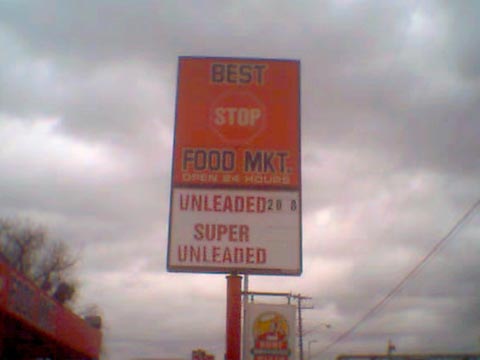 BEST
STOP
FOOD MKT.
OPEN 24 HOURS
UNLEADED
SUPER
UNLEADED